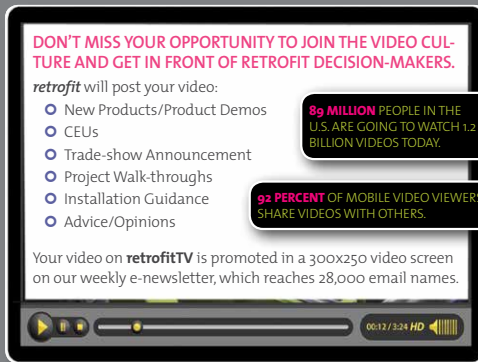 DON'T MISS YOUR OPPORTUNITY TO JOIN THE VIDEO CUL-
TURE AND GET IN FRONT OF RETROFIT DECISION-MAKERS.
retrofit will post your video:
New Products/Product Demos
CEUs
Trade-show Announcement
Project Walk-throughs
Installation Guidance
Advice/Opinions
89 MILLION PEOPLE IN THE
U.S. ARE GOING TO WATCH 1.2
BILLION VIDEOS TODAY.
92 PERCENT OF MOBILE VIDEO VIEWERS
SHARE VIDEOS WITH OTHERS.
Your video on retrofitTV is promoted in a 300x250 video screen
on our weekly e-newsletter, which reaches 28,000 email names.
00:12 / 3:24 HD